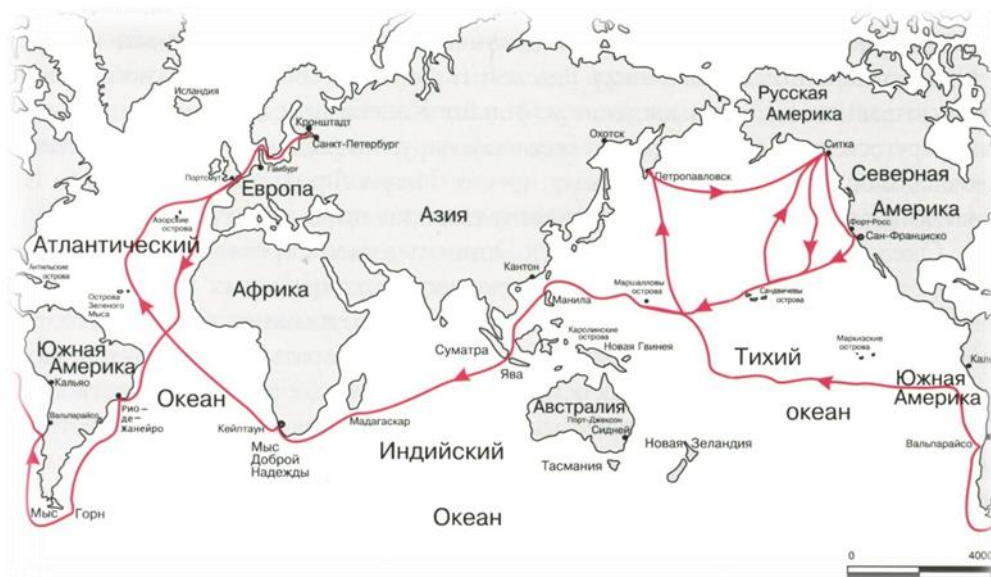 Исландия
Кронштадт
Санкт-Петербург
Гамбург
Портсмут
Европа
Азорские
острова
Атлантический
Антильские
острова
Острова
Зеленого
Мыса
Африка
Южная
Америка
Кальяо
Вальпарайсо
Рио-
де-
Жанейро
Океан
Кейптаун
Мыс
Доброй
Надежды
Мадагаскар
Мыс Горн
Индийский
Океан
Азия
Охотск
Петропавловск
Русская
Америка
Ситка
Северная
Америка
Форт-Росс
Сан-Франциско
Кантон
Манила
Маршалловы
острова
Сандвичевы острова
Каролинские
острова
Новая Гвинея
Суматра
Ява
Маркизские
острова
Тихий
океан
Австралия
Порт-Джексон
Сидней
Новая Зеландия
Тасмания
Южная
Америка
Вальпарайсо
0 4000